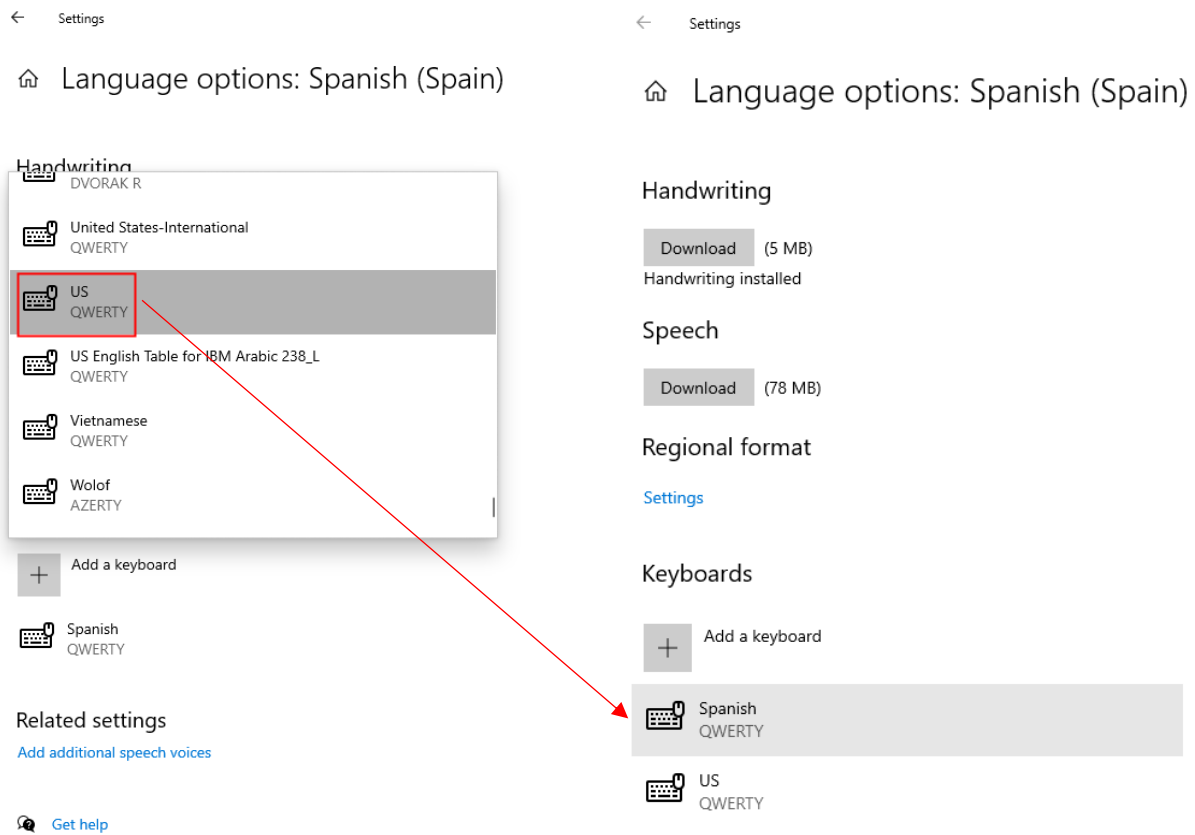 Settings
Language options: Spanish (Spain)
Handwriting
DVORAK R
United States-International
QWERTY
US
QWERTY
US English Table for IBM Arabic 238_L
QWERTY
Vietnamese
QWERTY
Wolof
AZERTY
Add a keyboard
Spanish
QWERTY
Related settings
Add additional speech voices
Get help
Settings
Language options: Spanish (Spain)
Handwriting
Download (5 MB)
Handwriting installed
Speech
Download (78 MB)
Regional format
Settings
Keyboards
Add a keyboard
Spanish
QWERTY
US
QWERTY